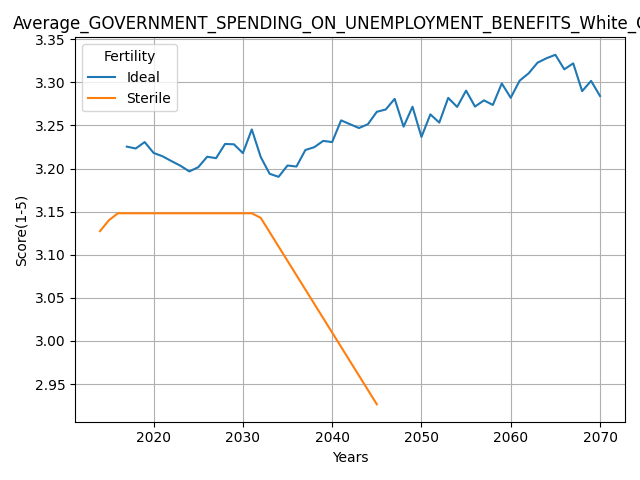 Average_GOVERNMENT_SPENDING_ON_UNEMPLOYMENT_BENEFITS_White_
Fertility
Ideal
Sterile
Score(1-5)
3.35
3.30
3.25
3.20
3.15
3.10
3.05
3.00
2.95
2020 2030 2040 2050 2060 2070
Years